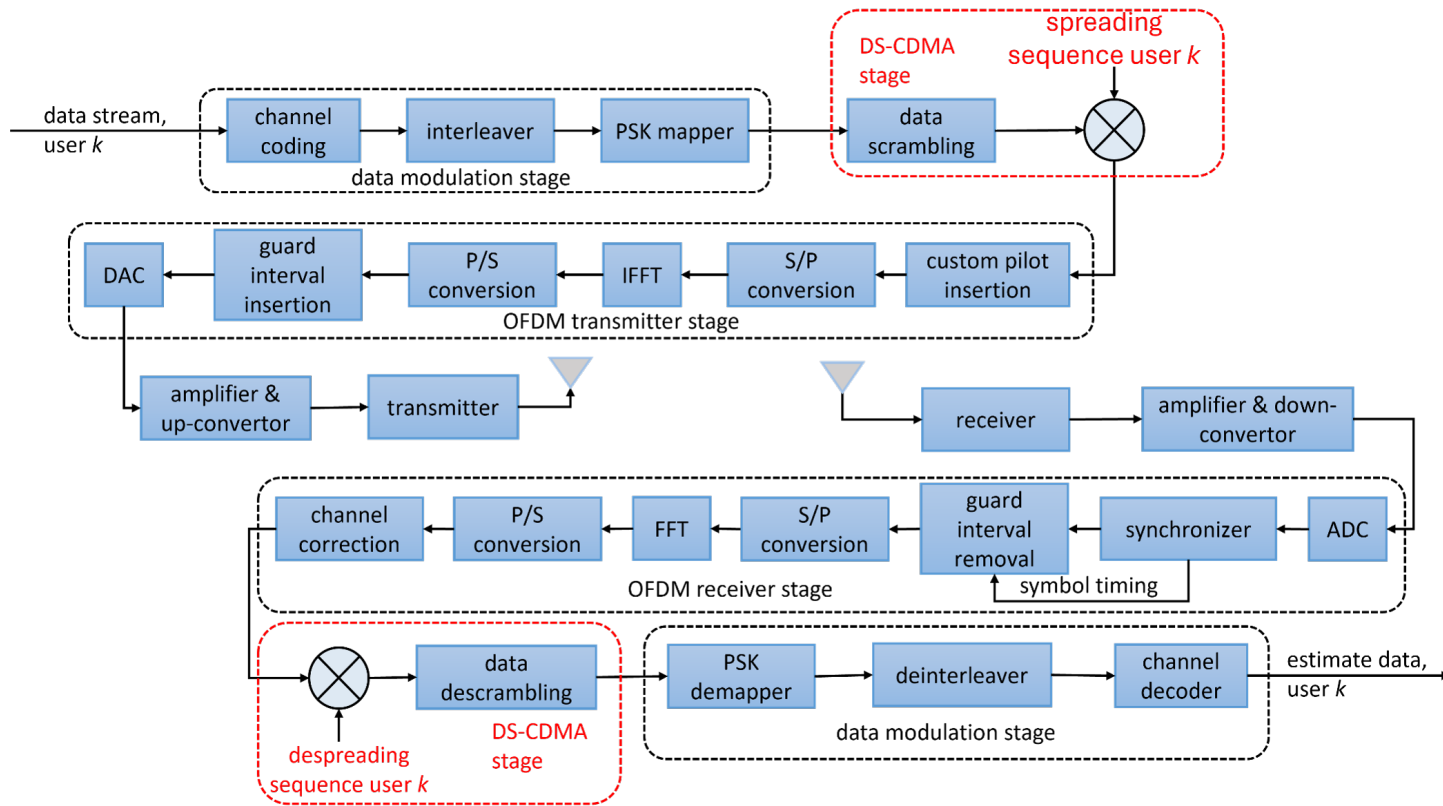 data stream,
user k
channel
coding
interleaver
PSK mapper
data modulation stage
DS-CDMA
stage
spreading
sequence user k
data
scrambling
DAC
guard
interval
insertion
P/S
conversion
IFFT
S/P
conversion
custom pilot
insertion
OFDM transmitter stage
amplifier &
up-convertor
transmitter
receiver
amplifier & down-
convertor
channel
correction
P/S
conversion
FFT
S/P
conversion
guard
interval
removal
synchronizer
ADC
symbol timing
OFDM receiver stage
data
descrambling
DS-CDMA
stage
despreading
sequence user k
PSK
demapper
deinterleaver
channel
decoder
data modulation stage
estimate data,
user k